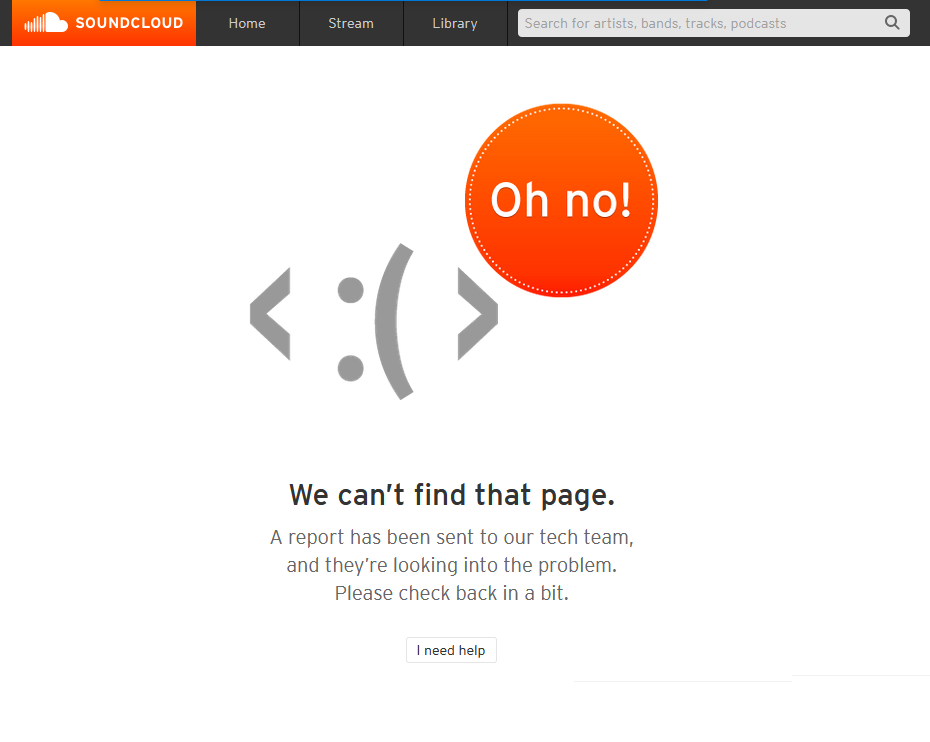 SOUNDCLOUD Home Stream Library Search for artists, bands, tracks, podcasts
Oh no!
< :( >
We can’t find that page.
A report has been sent to our tech team,
and they’re looking into the problem.
Please check back in a bit.
I need help